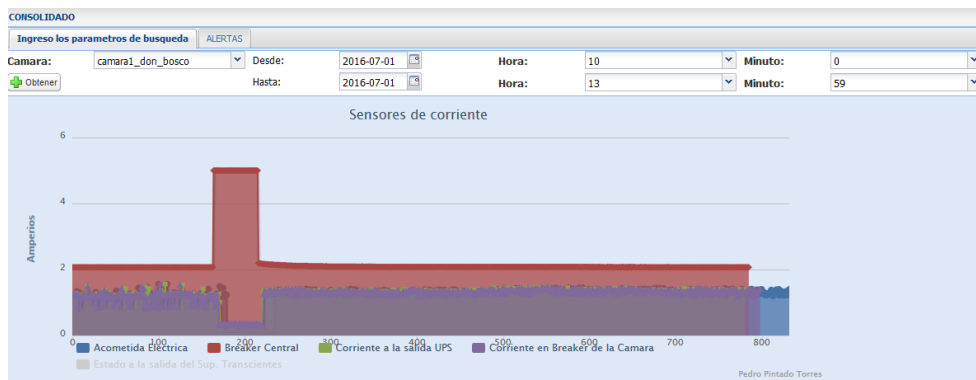 CONSOLIDADO
Ingreso los parametros de busqueda ALERTAS
Camara: camara1_don_bosco Desde: 2016-07-01 Hora: 10 Minuto: 0
Obtener Hasta: 2016-07-01 Hora: 13 Minuto: 59
Sensores de corriente
6
4
2
0
Amperios
0 100 200 300 400 500 600 700 800
Acometida Eléctrica Breaker Central Corriente a la salida UPS Corriente en Breaker de la Camara
Estado a la salida del Sup. Transcientes
Pedro Pintado Torres